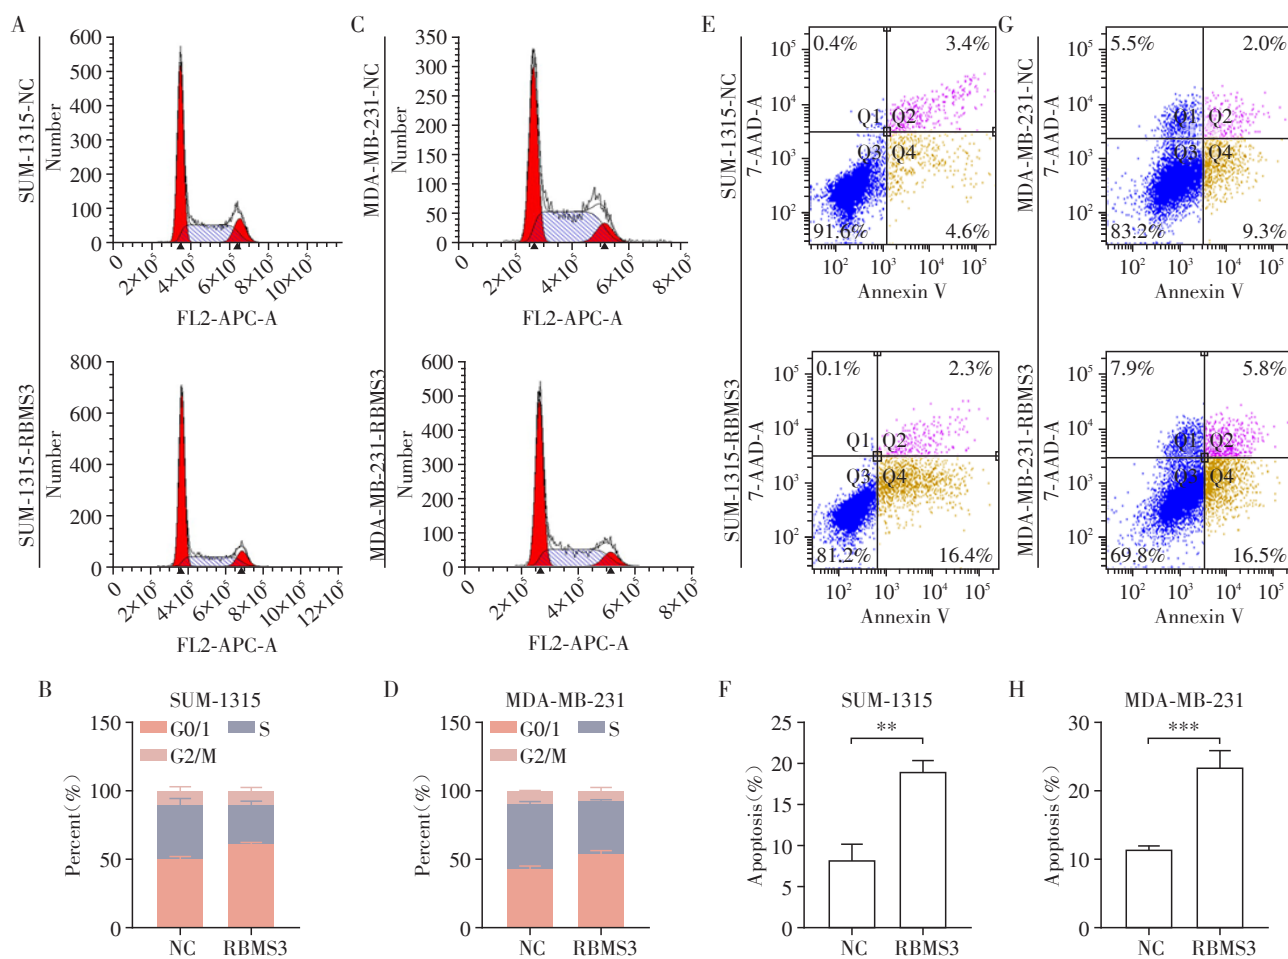 A
SUM-1315-NC
Number
600
500
400
300
200
100
0
0
2×10⁵
4×10⁵
6×10⁵
8×10⁵
10×10⁵
FL2-APC-A
SUM-1315-RBMS3
Number
800
600
400
200
0
0
2×10⁵
4×10⁵
6×10⁵
8×10⁵
10×10⁵
12×10⁵
FL2-APC-A
C
MDA-MB-231-NC
Number
350
300
250
200
150
100
50
0
0
2×10⁵
4×10⁵
6×10⁵
8×10⁵
FL2-APC-A
MDA-MB-231-RBMS3
Number
600
500
400
300
200
100
0
0
2×10⁵
4×10⁵
6×10⁵
8×10⁵
FL2-APC-A
E
SUM-1315-NC
7-AAD-A
10⁵
10⁴
10³
10²
0.4%
3.4%
Q1
Q2
Q3
Q4
91.6%
4.6%
10²
10³
10⁴
10⁵
Annexin V
SUM-1315-RBMS3
7-AAD-A
10⁵
10⁴
10³
10²
0.1%
2.3%
Q1
Q2
Q3
Q4
81.2%
16.4%
10²
10³
10⁴
10⁵
Annexin V
G
MDA-MB-231-NC
7-AAD-A
10⁵
10⁴
10³
10²
5.5%
2.0%
Q1
Q2
Q3
Q4
83.2%
9.3%
10²
10³
10⁴
10⁵
Annexin V
MDA-MB-231-RBMS3
7-AAD-A
10⁵
10⁴
10³
10²
7.9%
5.8%
Q1
Q2
Q3
Q4
69.8%
16.5%
10²
10³
10⁴
10⁵
Annexin V
B
SUM-1315
G0/1
S
G2/M
Percent(%)
150
100
50
0
NC
RBMS3
D
MDA-MB-231
G0/1
S
G2/M
Percent(%)
150
100
50
0
NC
RBMS3
F
SUM-1315
**
Apoptosis(%)
25
20
15
10
5
0
NC
RBMS3
H
MDA-MB-231
***
Apoptosis(%)
30
20
10
0
NC
RBMS3